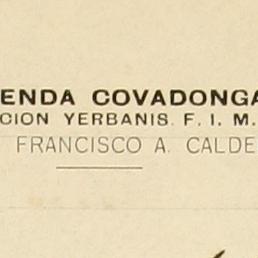 ENDA COVADONGA
CION YERBANIS. F. I. M.
FRANCISCO A. CALDE